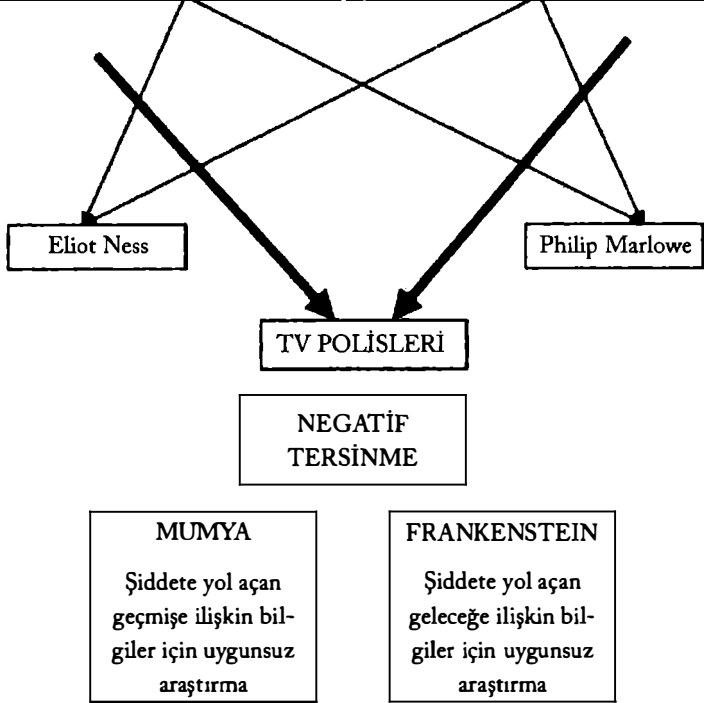 Eliot Ness
Philip Marlowe
TV POLİSLERİ
NEGATİF
TERSİNME
MUMYA
Şiddete yol açan
geçmişe ilişkin bil-
giler için uygunsuz
araştırma
FRANKENSTEIN
Şiddete yol açan
geleceğe ilişkin bil-
giler için uygunsuz
araştırma